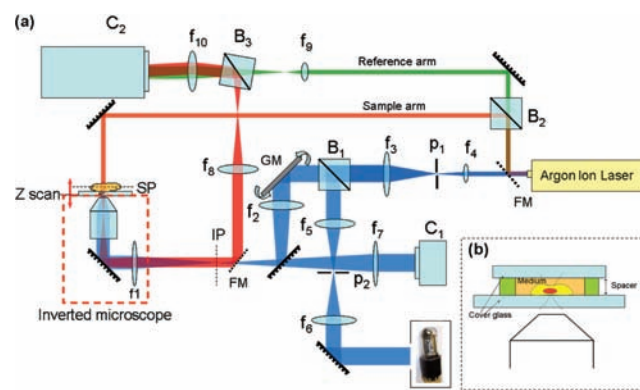 (a)
C2
f10
B3
f9
Reference arm
Sample arm
B2
f8
GM
B1
f3
p1
f4
Argon Ion Laser
FM
Z scan
SP
f2
f5
f7
C1
IP
FM
p2
f1
Inverted microscope
f6
(b)
Medium
Spacer
Cover glass